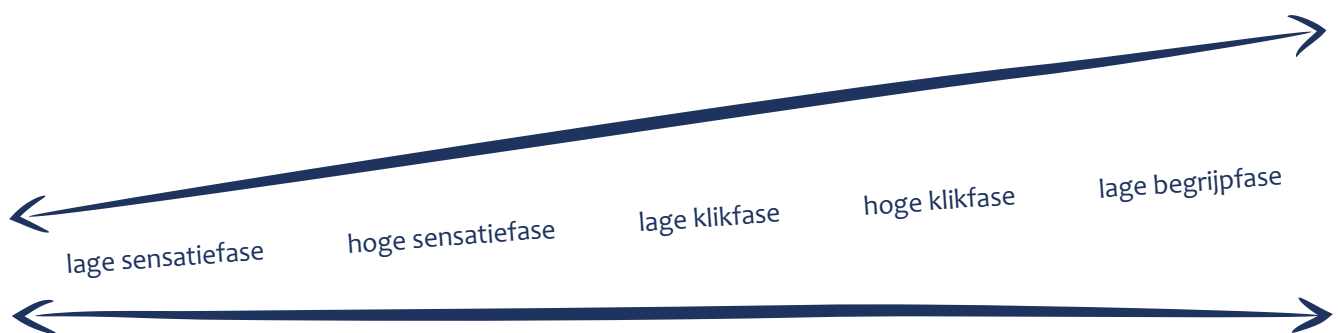 lage sensatiefase
hoge sensatiefase
lage klikfase
hoge klikfase
lage begrijpfase